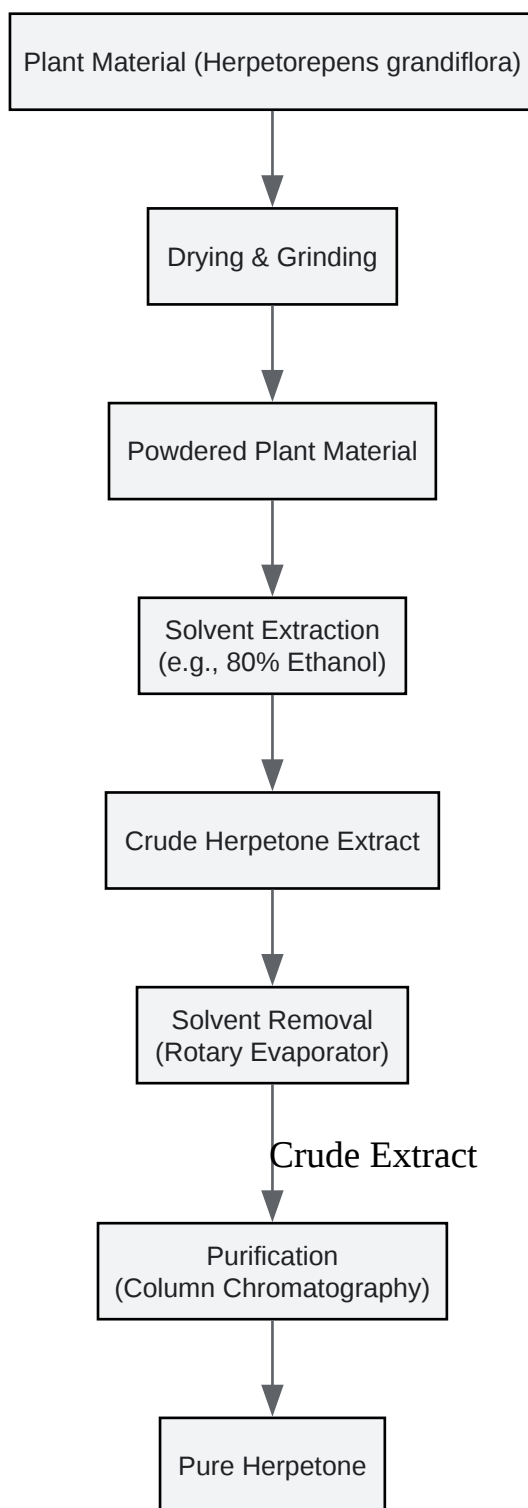 Plant Material (Herpetorepens grandiflora)
Drying & Grinding
Powdered Plant Material
Solvent Extraction
(e.g., 80% Ethanol)
Crude Herpetone Extract
Solvent Removal
(Rotary Evaporator)
Crude Extract
Purification
(Column Chromatography)
Pure Herpetone